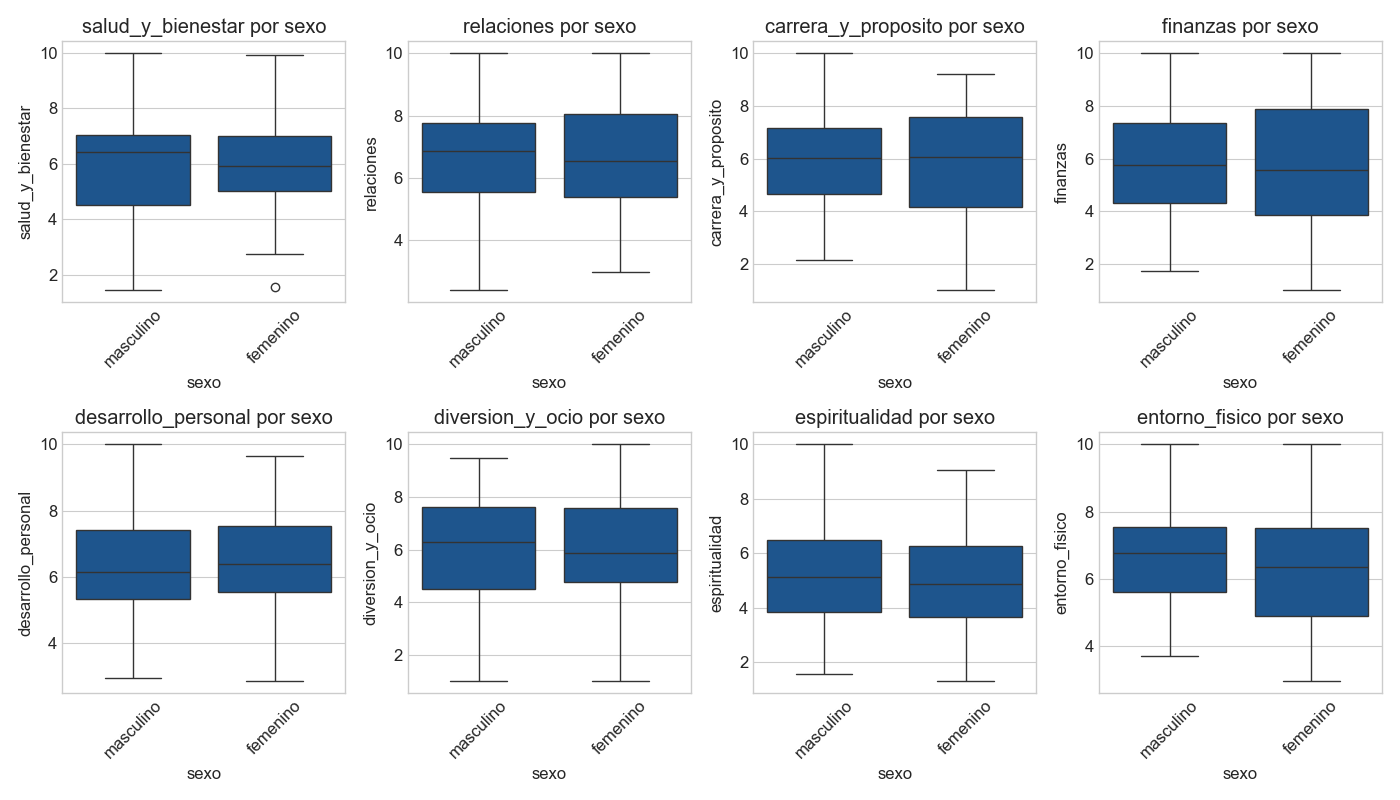 salud_y_bienestar por sexo
salud_y_bienestar
10
8
6
4
2
masculino
femenino
sexo
relaciones por sexo
relaciones
10
8
6
4
masculino
femenino
sexo
carrera_y_proposito por sexo
carrera_y_proposito
10
8
6
4
2
masculino
femenino
sexo
finanzas por sexo
finanzas
10
8
6
4
2
masculino
femenino
sexo
desarrollo_personal por sexo
desarrollo_personal
10
8
6
4
masculino
femenino
sexo
diversion_y_ocio por sexo
diversion_y_ocio
10
8
6
4
2
masculino
femenino
sexo
espiritualidad por sexo
espiritualidad
10
8
6
4
2
masculino
femenino
sexo
entorno_fisico por sexo
entorno_fisico
10
8
6
4
masculino
femenino
sexo